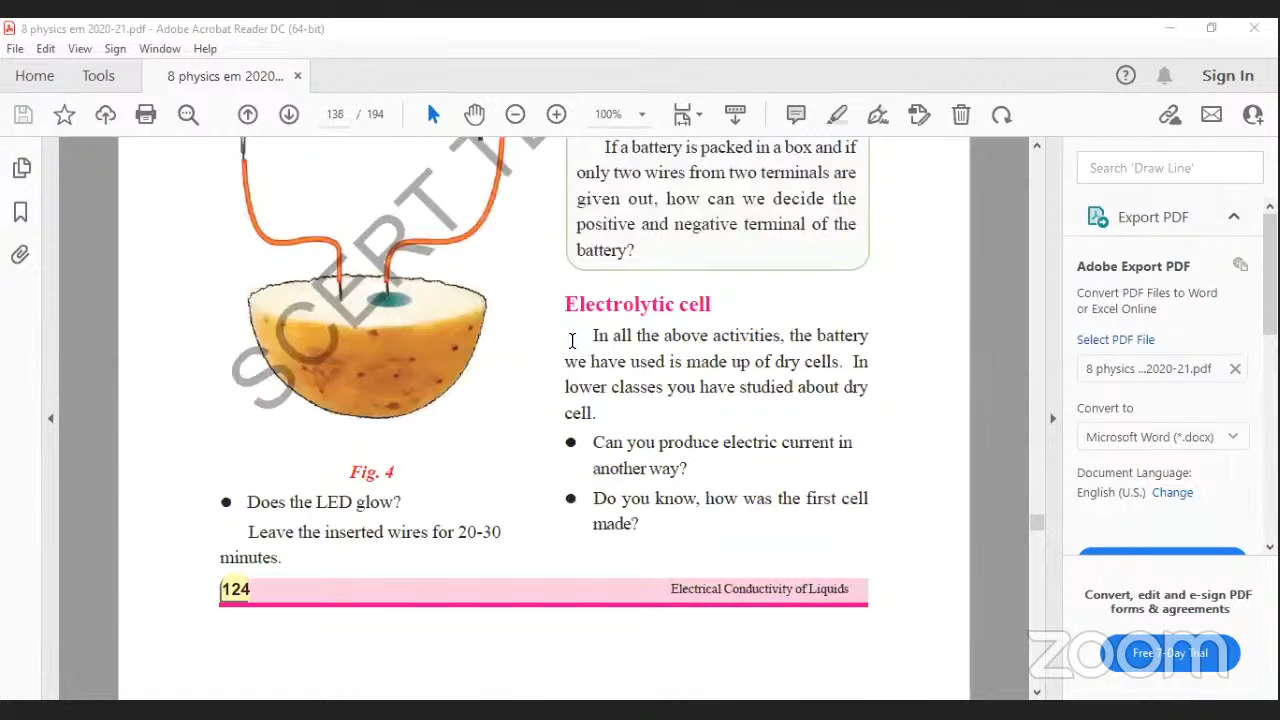 8 physics em 2020-21.pdf - Adobe Acrobat Reader DC (64-bit)
File Edit View Sign Window Help
Home Tools 8 physics em 2020... × Sign In
136 / 194 100%
If a battery is packed in a box and if
only two wires from two terminals are
given out, how can we decide the
positive and negative terminal of the
battery?
Electrolytic cell
In all the above activities, the battery
we have used is made up of dry cells. In
lower classes you have studied about dry
cell.
● Can you produce electric current in
another way?
● Do you know, how was the first cell
made?
SCERT TE
Fig. 4
● Does the LED glow?
Leave the inserted wires for 20-30
minutes.
124
Electrical Conductivity of Liquids
Search 'Draw Line'
Export PDF
Adobe Export PDF
Convert PDF Files to Word
or Excel Online
Select PDF File
8 physics ...2020-21.pdf
Convert to
Microsoft Word (*.docx)
Document Language:
English (U.S.) Change
Convert, edit and e-sign PDF
forms & agreements
Free 7-Day Trial
zoom